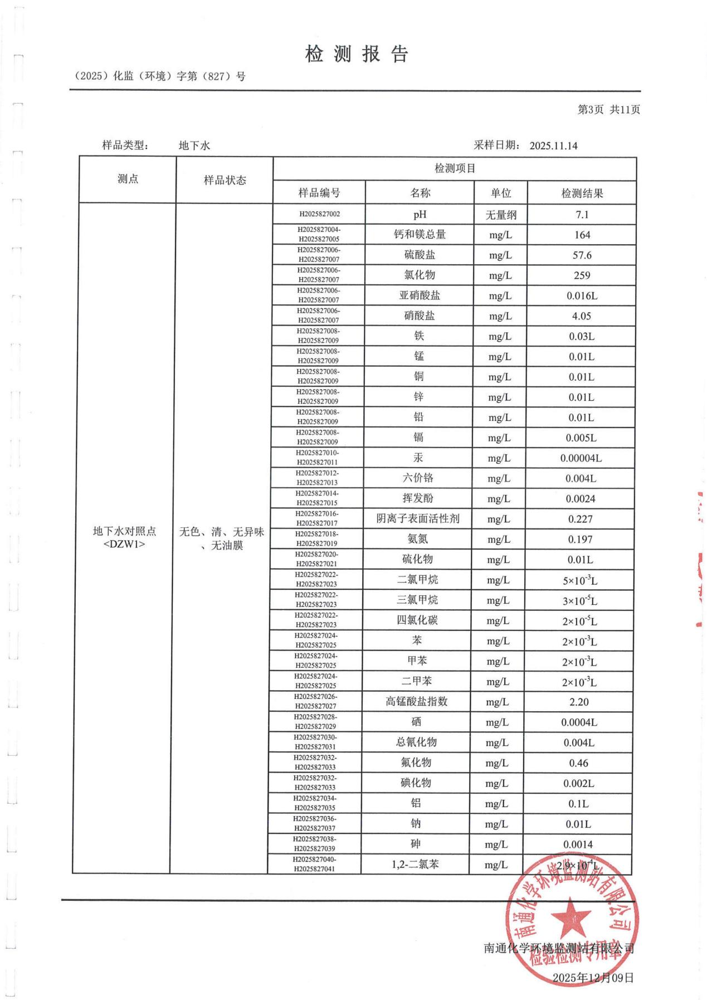 检测报告
（2025）化监（环境）字第（827）号
第3页 共11页
样品类型： 地下水 采样日期： 2025.11.14
测点 样品状态 检测项目
样品编号 名称 单位 检测结果
地下水对照点
<DZW1>
无色、清、无异味
、无油膜
H2025827002 pH 无量纲 7.1
H2025827004-
H2025827005 钙和镁总量 mg/L 164
H2025827006-
H2025827007 硫酸盐 mg/L 57.6
H2025827006-
H2025827007 氯化物 mg/L 259
H2025827006-
H2025827007 亚硝酸盐 mg/L 0.016L
H2025827006-
H2025827007 硝酸盐 mg/L 4.05
H2025827008-
H2025827009 铁 mg/L 0.03L
H2025827008-
H2025827009 锰 mg/L 0.01L
H2025827008-
H2025827009 铜 mg/L 0.01L
H2025827008-
H2025827009 锌 mg/L 0.01L
H2025827008-
H2025827009 铅 mg/L 0.01L
H2025827008-
H2025827009 镉 mg/L 0.005L
H2025827010-
H2025827011 汞 mg/L 0.00004L
H2025827012-
H2025827013 六价铬 mg/L 0.004L
H2025827014-
H2025827015 挥发酚 mg/L 0.0024
H2025827016-
H2025827017 阴离子表面活性剂 mg/L 0.227
H2025827018-
H2025827019 氨氮 mg/L 0.197
H2025827020-
H2025827021 硫化物 mg/L 0.01L
H2025827022-
H2025827023 二氯甲烷 mg/L 5×10⁻³L
H2025827022-
H2025827023 三氯甲烷 mg/L 3×10⁻⁵L
H2025827022-
H2025827023 四氯化碳 mg/L 2×10⁻⁵L
H2025827024-
H2025827025 苯 mg/L 2×10⁻³L
H2025827024-
H2025827025 甲苯 mg/L 2×10⁻³L
H2025827024-
H2025827025 二甲苯 mg/L 2×10⁻³L
H2025827026-
H2025827027 高锰酸盐指数 mg/L 2.20
H2025827028-
H2025827029 硒 mg/L 0.0004L
H2025827030-
H2025827031 总氰化物 mg/L 0.004L
H2025827032-
H2025827033 氟化物 mg/L 0.46
H2025827032-
H2025827033 碘化物 mg/L 0.002L
H2025827034-
H2025827035 铝 mg/L 0.1L
H2025827036-
H2025827037 钠 mg/L 0.01L
H2025827038-
H2025827039 砷 mg/L 0.0014
H2025827040-
H2025827041 1,2-二氯苯 mg/L 2.9×10⁻⁴L
南通化学环境监测站有限公司
检验检测专用章
南通化学环境监测站有限公司
2025年12月09日